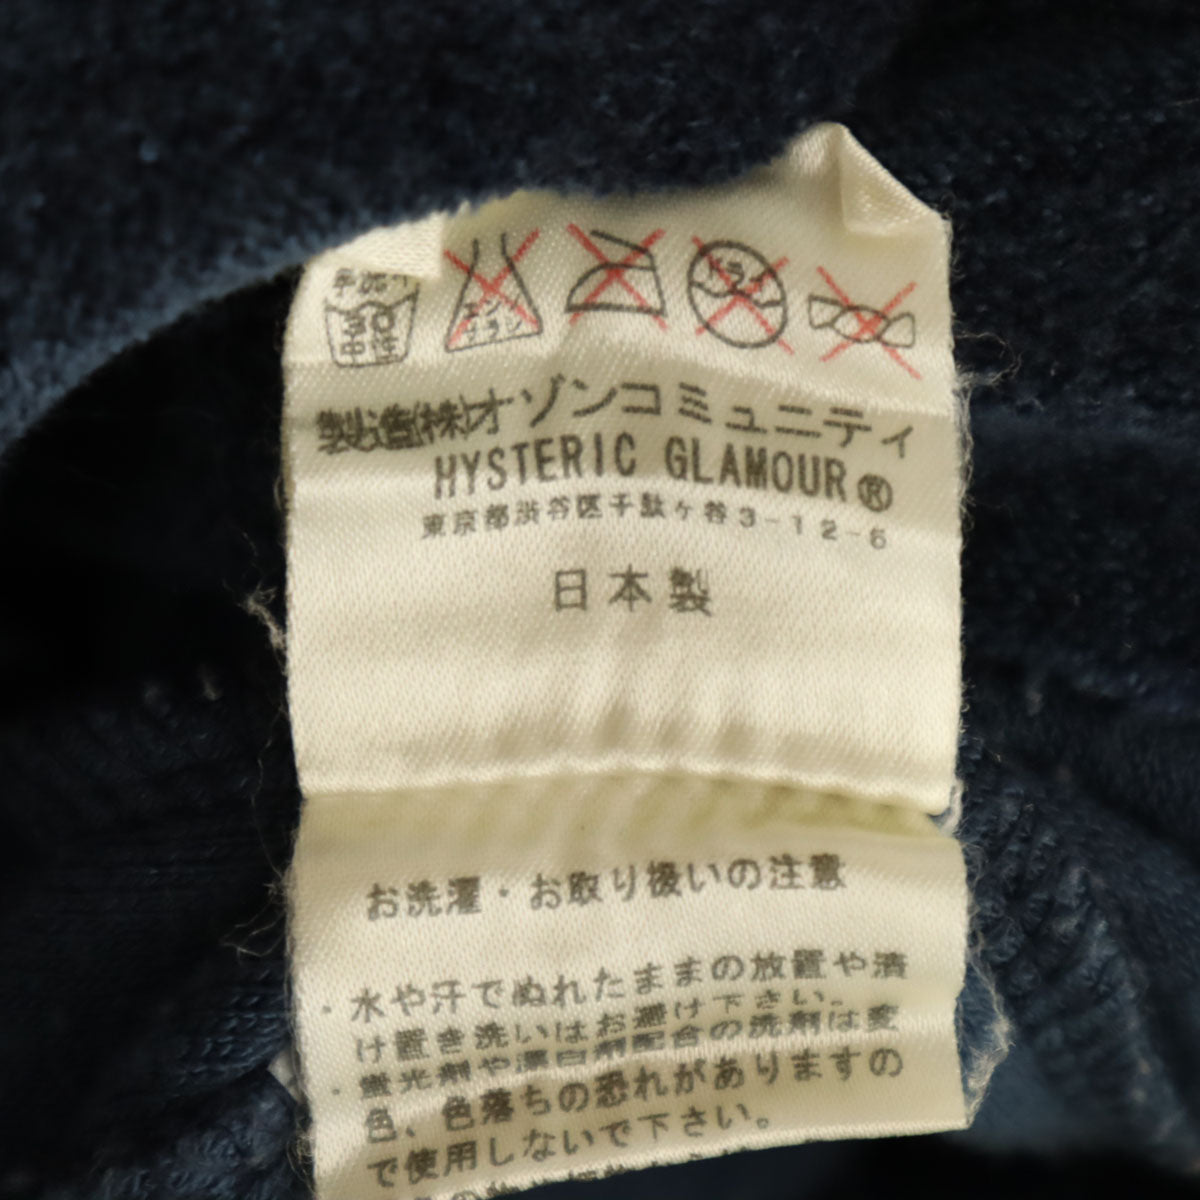 手洗い
30
中性
エンソ
サラシ
ドライ
製造(株)オゾンコミュニティ
HYSTERIC GLAMOUR®
東京都渋谷区千駄ヶ谷3-12-6
日本製
お洗濯・お取り扱いの注意
・水や汗でぬれたままの放置や漬
け置き洗いはお避け下さい。
・蛍光剤や漂白剤配合の洗剤は変
色、色落ちの恐れがありますの
で使用しないで下さい。